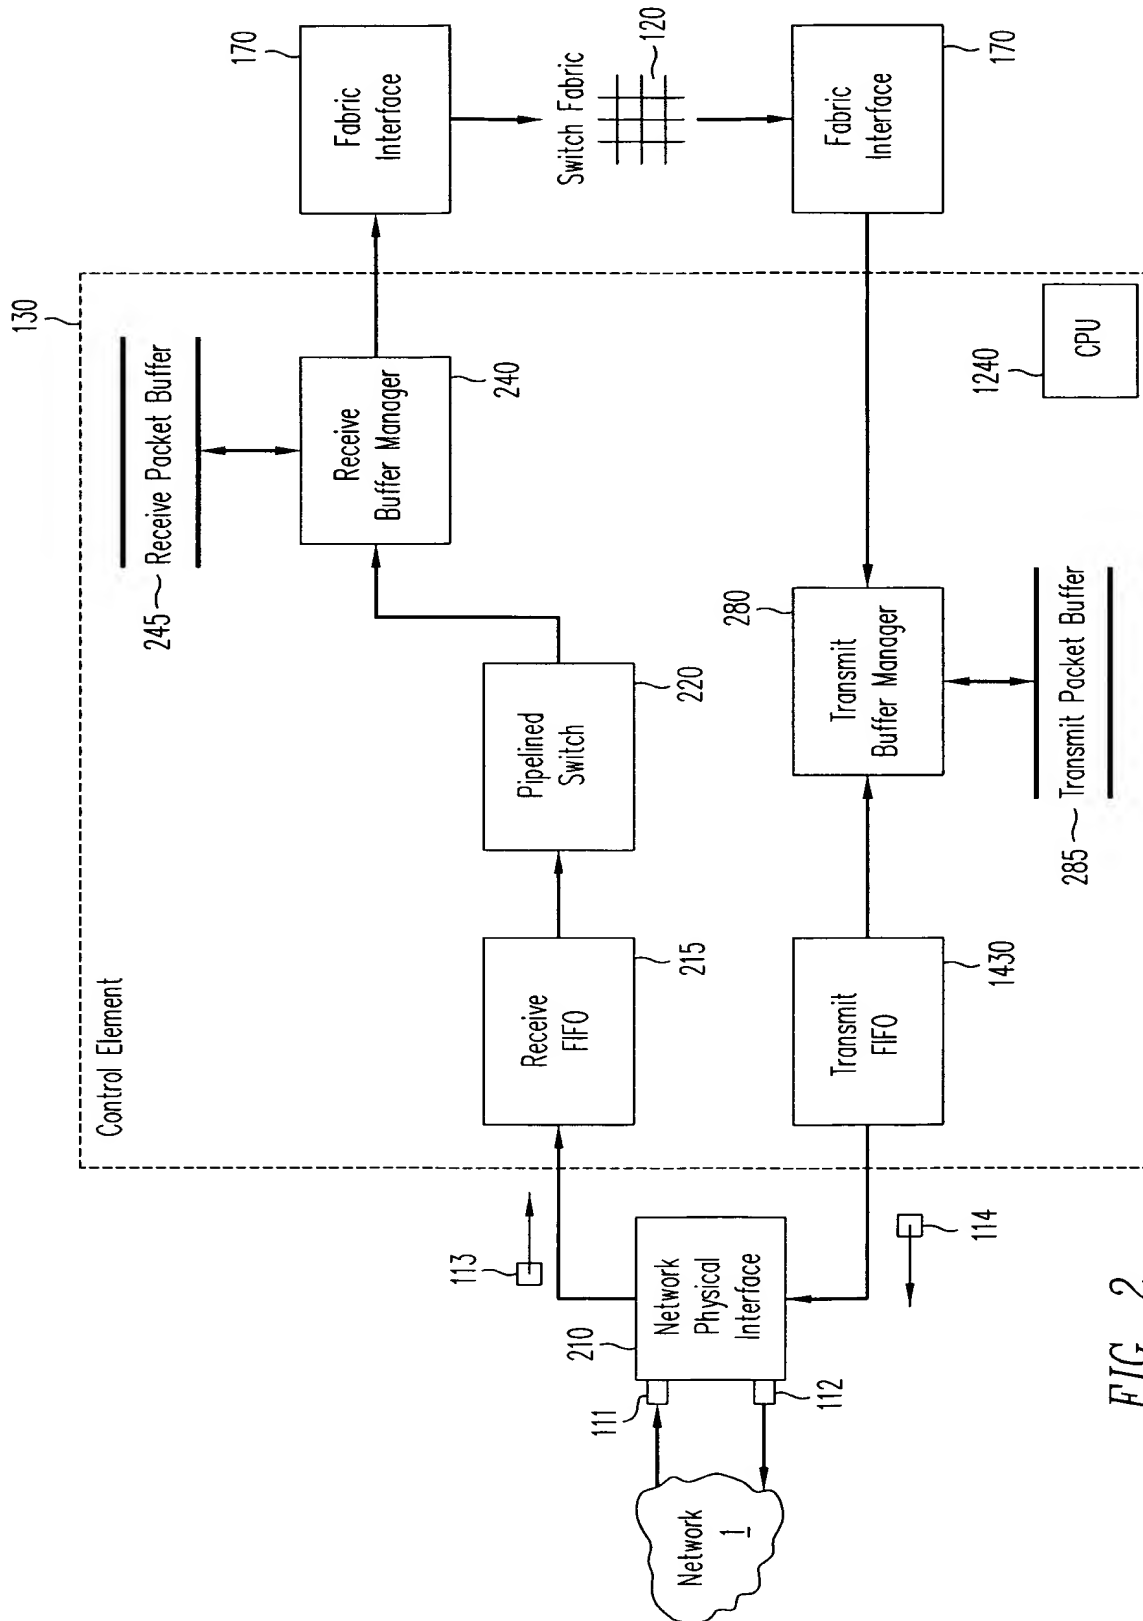 130
Control Element
245
Receive Packet Buffer
170
Fabric
Interface
Receive
Buffer Manager
240
Switch Fabric
120
113
Receive
FIFO
215
Pipelined
Switch
220
Network
1
111
112
210
Network
Physical
Interface
114
Transmit
FIFO
1430
280
Transmit
Buffer Manager
285
Transmit Packet Buffer
Fabric
Interface
170
1240
CPU
FIG. 2